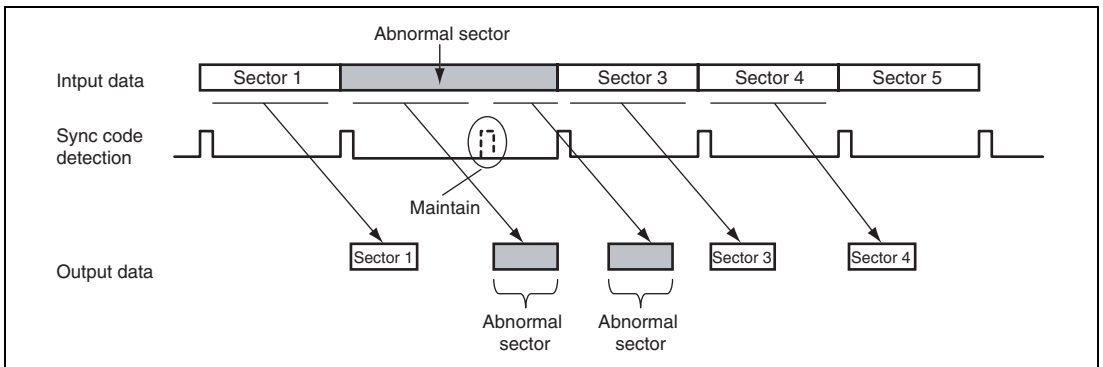 Abnormal sector
Intput data
Sector 1
Sector 3
Sector 4
Sector 5
Sync code
detection
Maintain
Output data
Sector 1
Sector 3
Sector 4
Abnormal
sector
Abnormal
sector